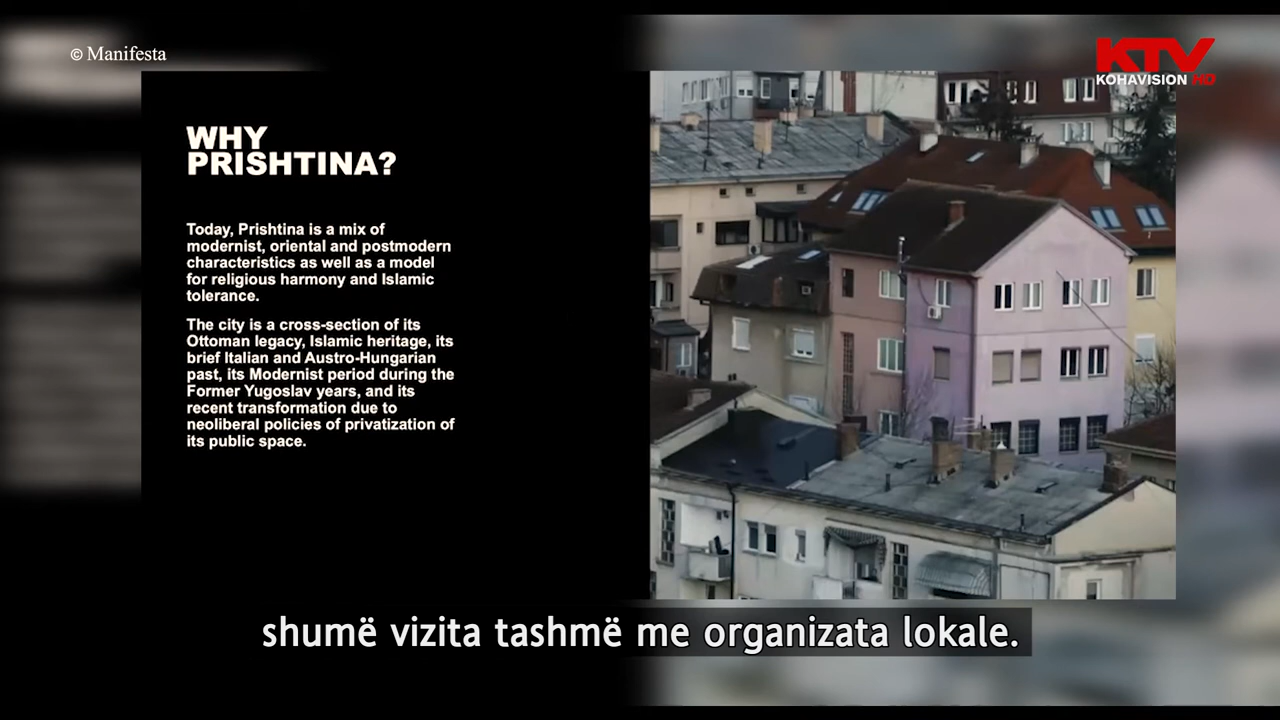 © Manifesta
KTV
KOHAVISION HD
WHY
PRISHTINA?
Today, Prishtina is a mix of
modernist, oriental and postmodern
characteristics as well as a model
for religious harmony and Islamic
tolerance.
The city is a cross-section of its
Ottoman legacy, Islamic heritage, its
brief Italian and Austro-Hungarian
past, its Modernist period during the
Former Yugoslav years, and its
recent transformation due to
neoliberal policies of privatization of
its public space.
shumë vizita tashmë me organizata lokale.